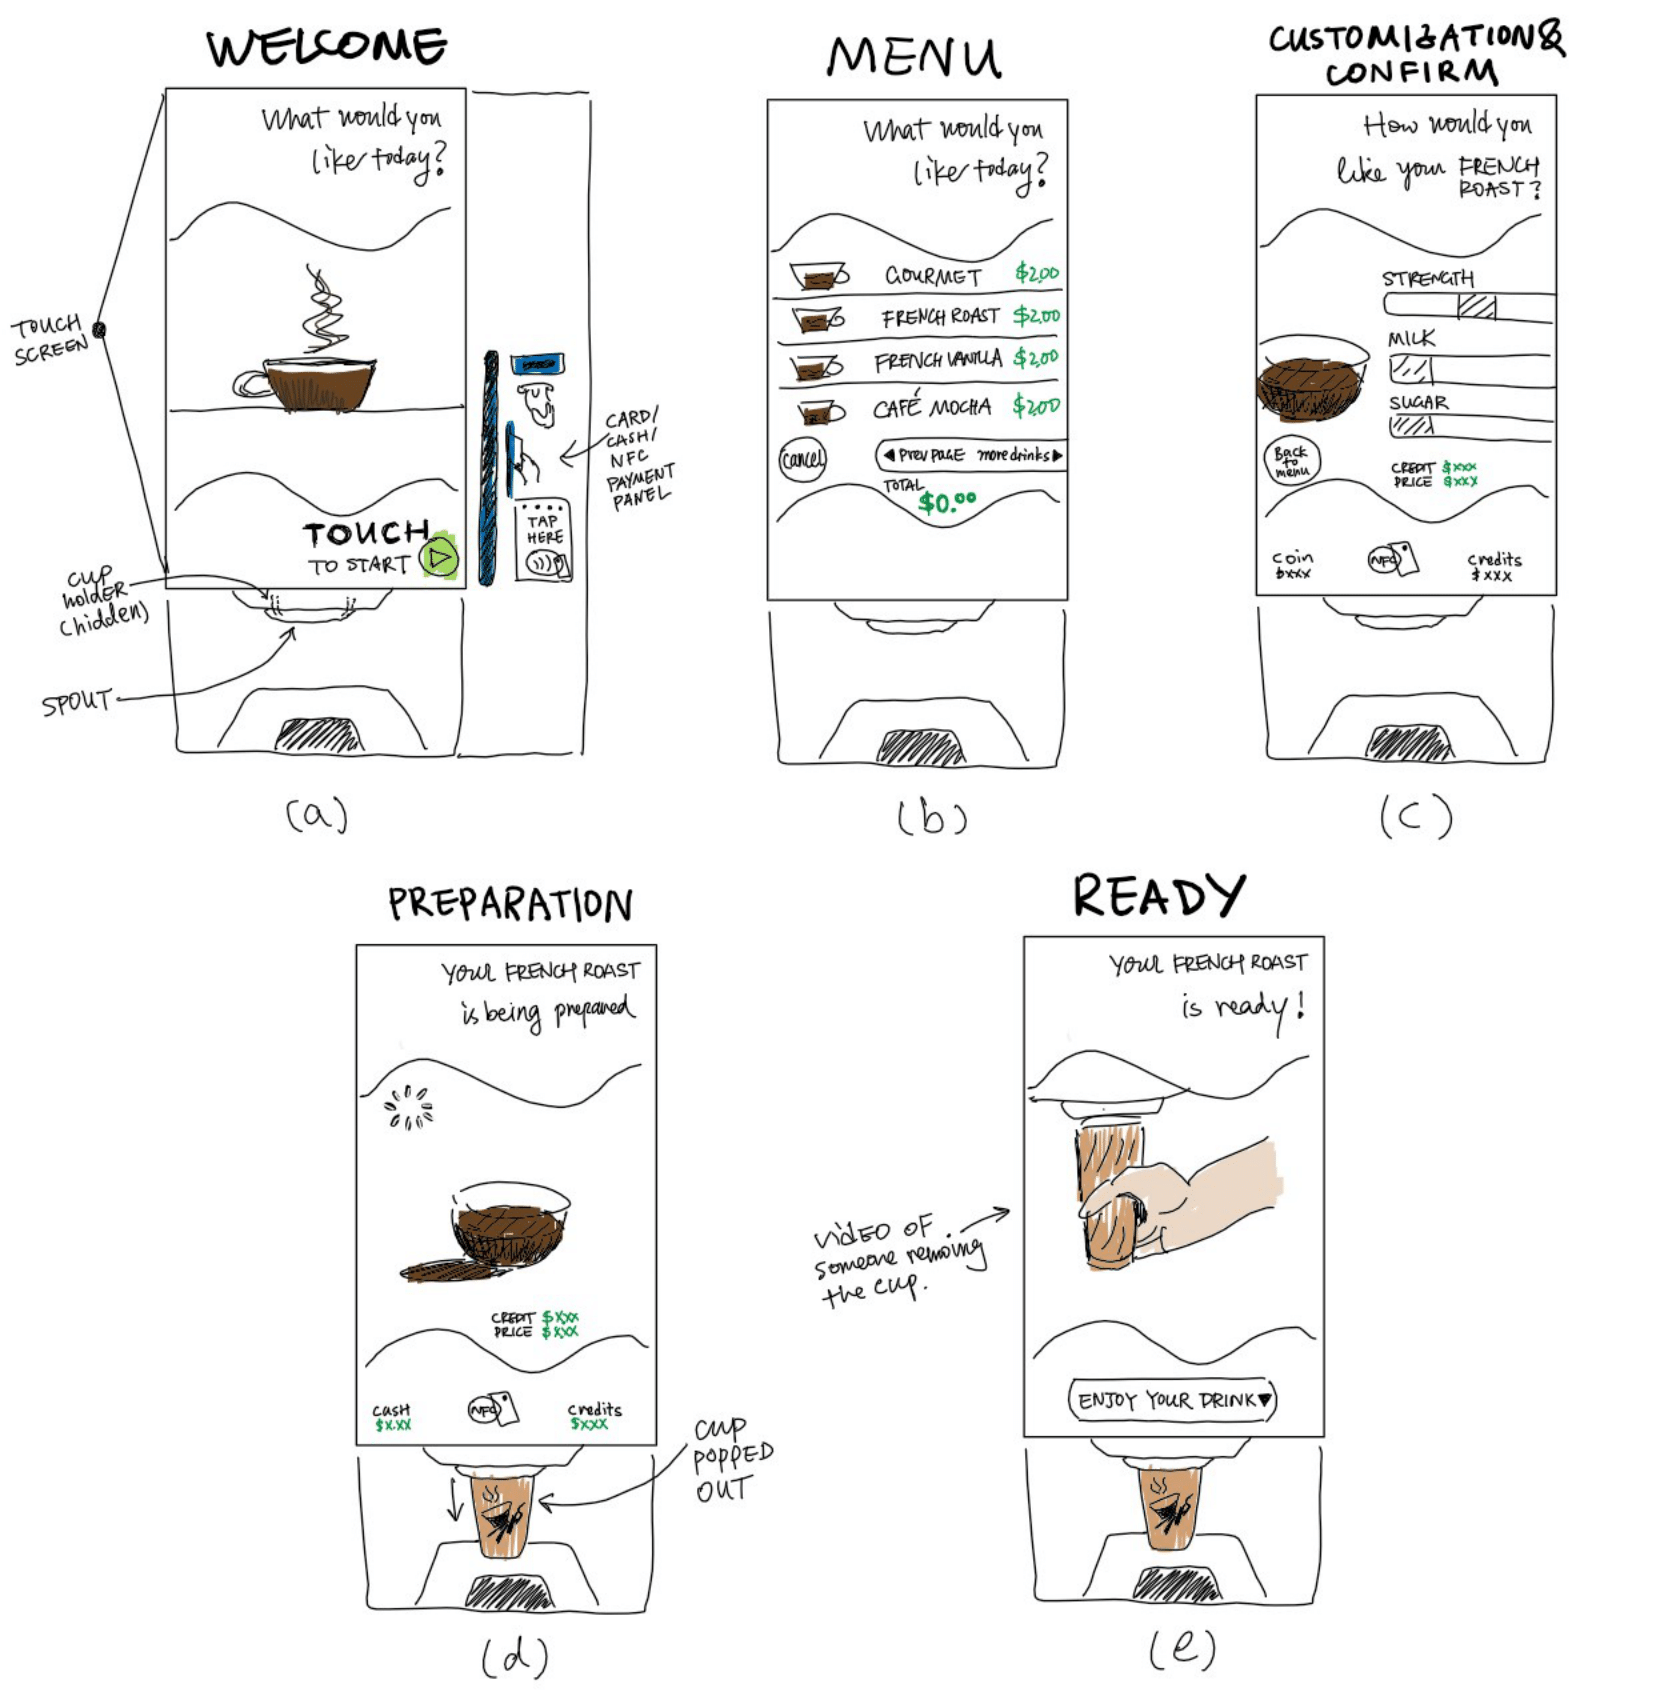 WELCOME
What would you
like today?
TOUCH
SCREEN
CARD/
CASH/
NFC
PAYMENT
PANEL
TAP
HERE
TOUCH
TO START
CUP
HOLDER
(hidden)
SPOUT
(a)
MENU
What would you
like today?
GOURMET $2.00
FRENCH ROAST $2.00
FRENCH VANILLA $2.00
CAFÉ MOCHA $2.00
Cancel
PREV PAGE more drinks
TOTAL
$0.00
(b)
CUSTOMIZATION &
CONFIRM
How would you
like your FRENCH
ROAST?
STRENGTH
MILK
SUGAR
Back
to
menu
CREDIT $xxx
PRICE $xxx
coin
$xxx
NFC
credits
$xxx
(c)
PREPARATION
Your FRENCH ROAST
is being prepared
CREDIT $xxx
PRICE $x.xx
cash
$x.xx
NFC
credits
$xxx
CUP
POPPED
OUT
(d)
READY
Your FRENCH ROAST
is ready!
VIDEO OF
someone removing
the cup.
ENJOY YOUR DRINK
(e)